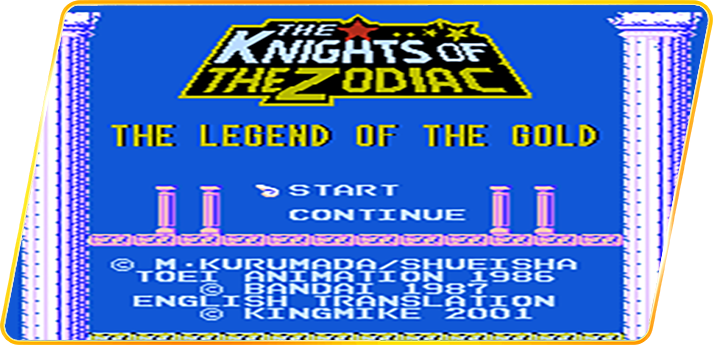 THE
KNIGHTS OF
THE ZODIAC
THE LEGEND OF THE GOLD
START
CONTINUE
© M.KURUMADA/SHUEISHA
TOEI ANIMATION 1986
© BANDAI 1987
ENGLISH TRANSLATION
© KINGMIKE 2001